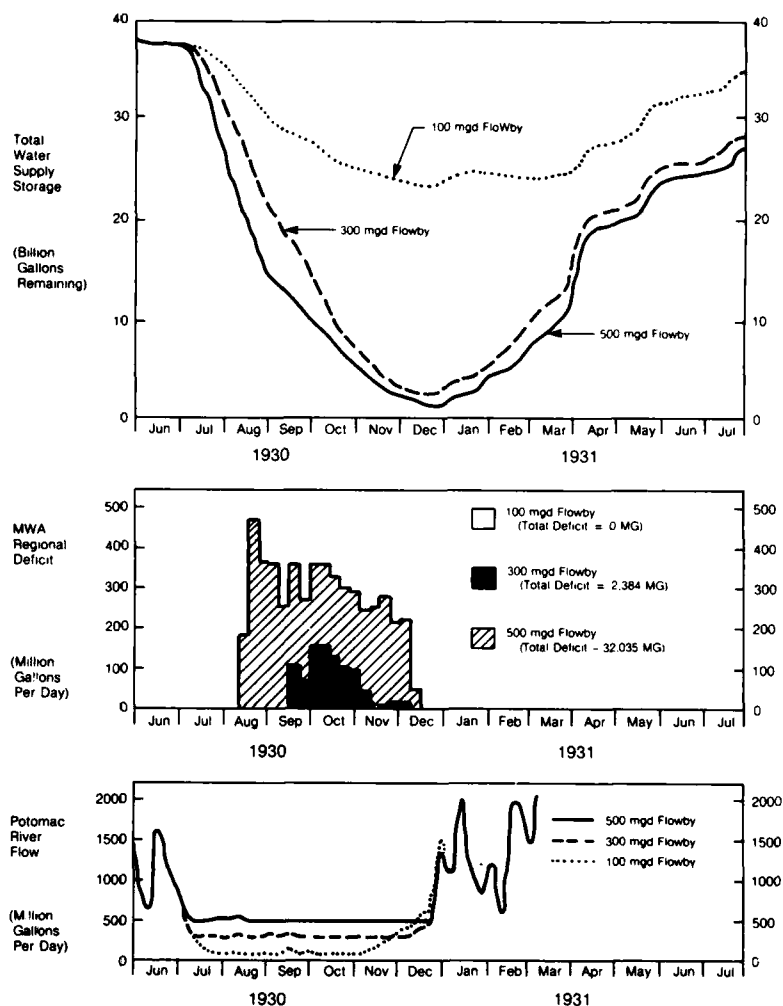 40
30
20
10
0
Total
Water
Supply
Storage
(Billion
Gallons
Remaining)
100 mgd FloWby
300 mgd Flowby
500 mgd Flowby
40
30
20
10
0
Jun Jul Aug Sep Oct Nov Dec Jan Feb Mar Apr May Jun Jul
1930 1931
MWA
Regional
Deficit
(Million
Gallons
Per Day)
500
400
300
200
100
0
100 mgd Flowby
(Total Deficit = 0 MG)
300 mgd Flowby
(Total Deficit = 2.384 MG)
500 mgd Flowby
(Total Deficit - 32.035 MG)
500
400
300
200
100
0
Jun Jul Aug Sep Oct Nov Dec Jan Feb Mar Apr May Jun Jul
1930 1931
Potomac
River
Flow
(Million
Gallons
Per Day)
2000
1500
1000
500
0
500 mgd Flowby
300 mgd Flowby
100 mgd Flowby
2000
1500
1000
500
0
Jun Jul Aug Sep Oct Nov Dec Jan Feb Mar Apr May Jun Jul
1930 1931